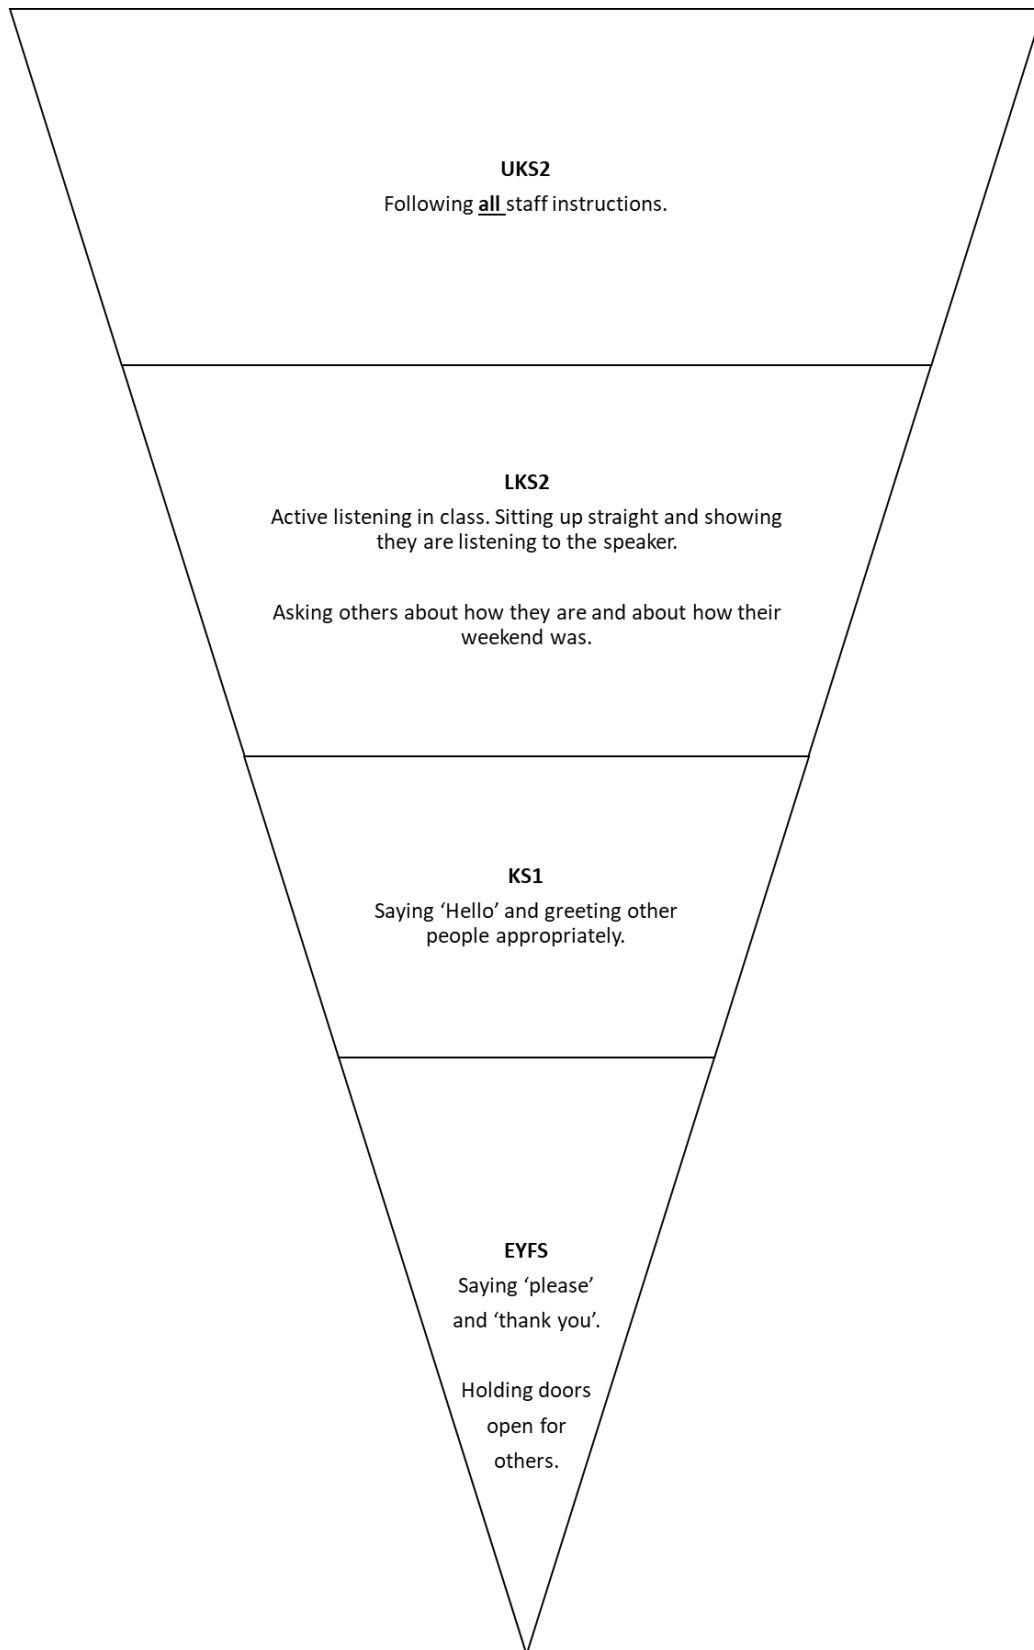 UKS2
Following all staff instructions.
LKS2
Active listening in class. Sitting up straight and showing
they are listening to the speaker.
Asking others about how they are and about how their
weekend was.
KS1
Saying ‘Hello’ and greeting other
people appropriately.
EYFS
Saying ‘please’
and ‘thank you’.
Holding doors
open for
others.